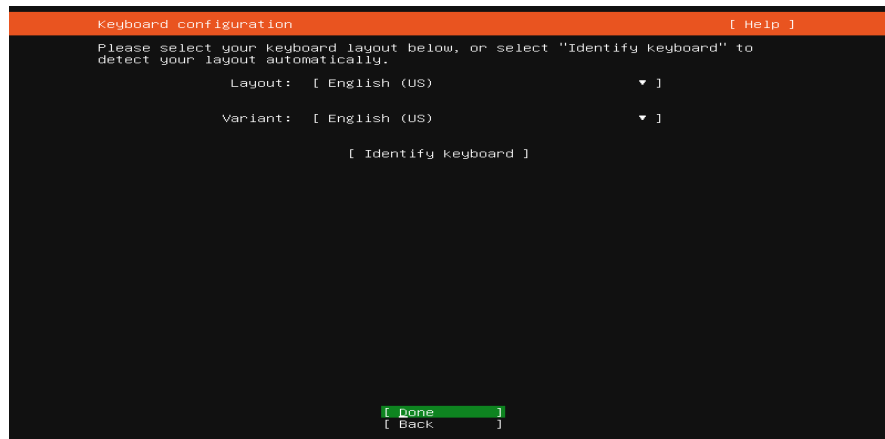 Keyboard configuration [ Help ]
Please select your keyboard layout below, or select "Identify keyboard" to
detect your layout automatically.
Layout: [ English (US) ▾ ]
Variant: [ English (US) ▾ ]
[ Identify keyboard ]
[ Done ]
[ Back ]